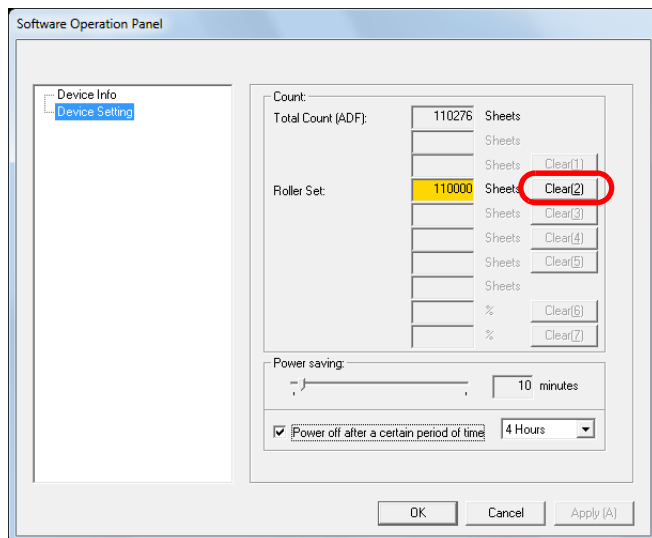 Software Operation Panel
Device Info
Device Setting
Count:
Total Count (ADF): 110276 Sheets
Sheets
Sheets Clear(1)
Roller Set: 110000 Sheets Clear(2)
Sheets Clear(3)
Sheets Clear(4)
Sheets Clear(5)
Sheets
% Clear(6)
% Clear(7)
Power saving:
10 minutes
Power off after a certain period of time 4 Hours
OK Cancel Apply (A)